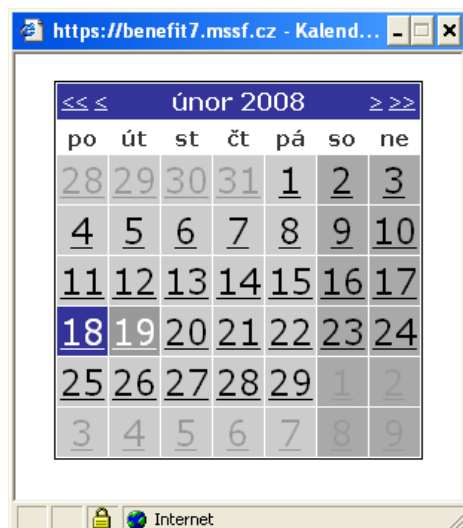 https://benefit7.mssf.cz - Kalend...
<< < únor 2008 > >>
po út st čt pá so ne
28 29 30 31 1 2 3
4 5 6 7 8 9 10
11 12 13 14 15 16 17
18 19 20 21 22 23 24
25 26 27 28 29 1 2
3 4 5 6 7 8 9
Internet